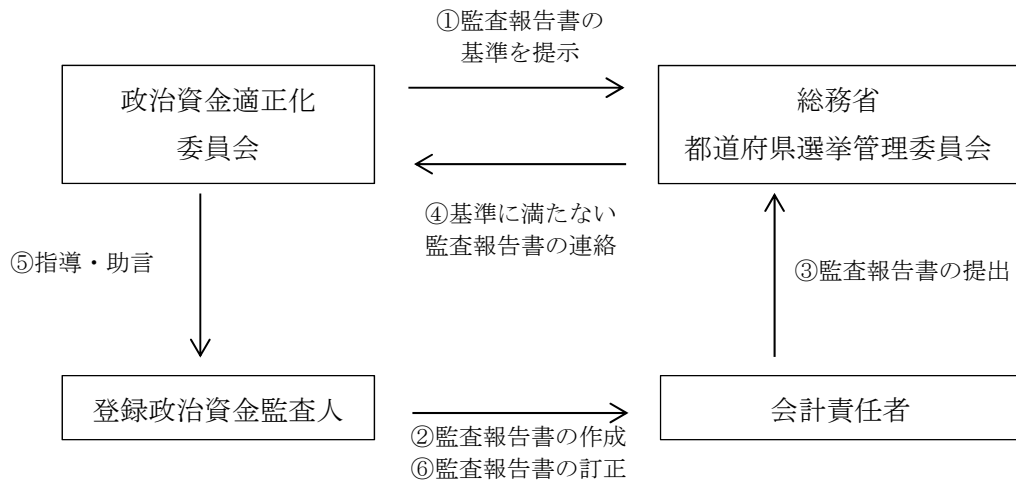 ①監査報告書の
基準を提示
政治資金適正化
委員会
総務省
都道府県選挙管理委員会
④基準に満たない
監査報告書の連絡
⑤指導・助言
③監査報告書の提出
登録政治資金監査人
会計責任者
②監査報告書の作成
⑥監査報告書の訂正